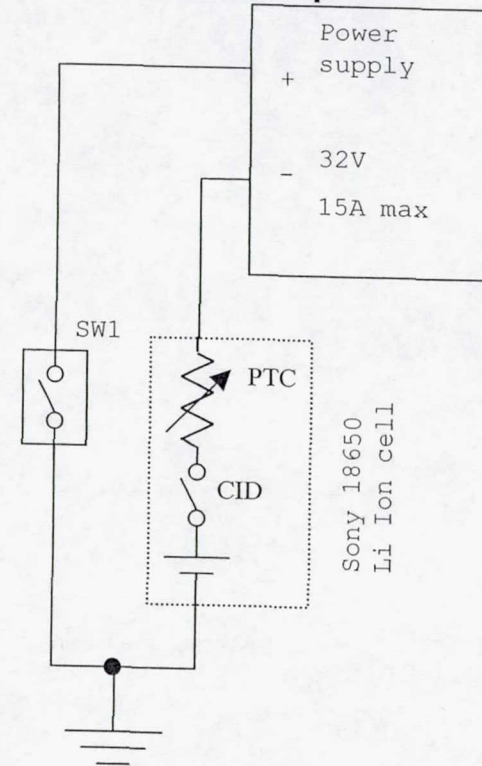 Power
supply
+
–
32V
15A max
SW1
PTC
CID
Sony 18650
Li Ion cell